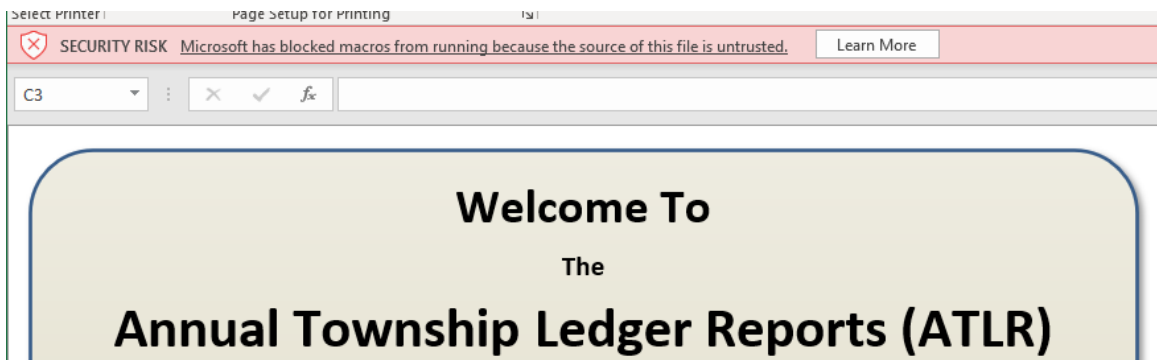 Select Printer Page Setup for Printing
SECURITY RISK Microsoft has blocked macros from running because the source of this file is untrusted. Learn More
C3 fx
Welcome To
The
Annual Township Ledger Reports (ATLR)